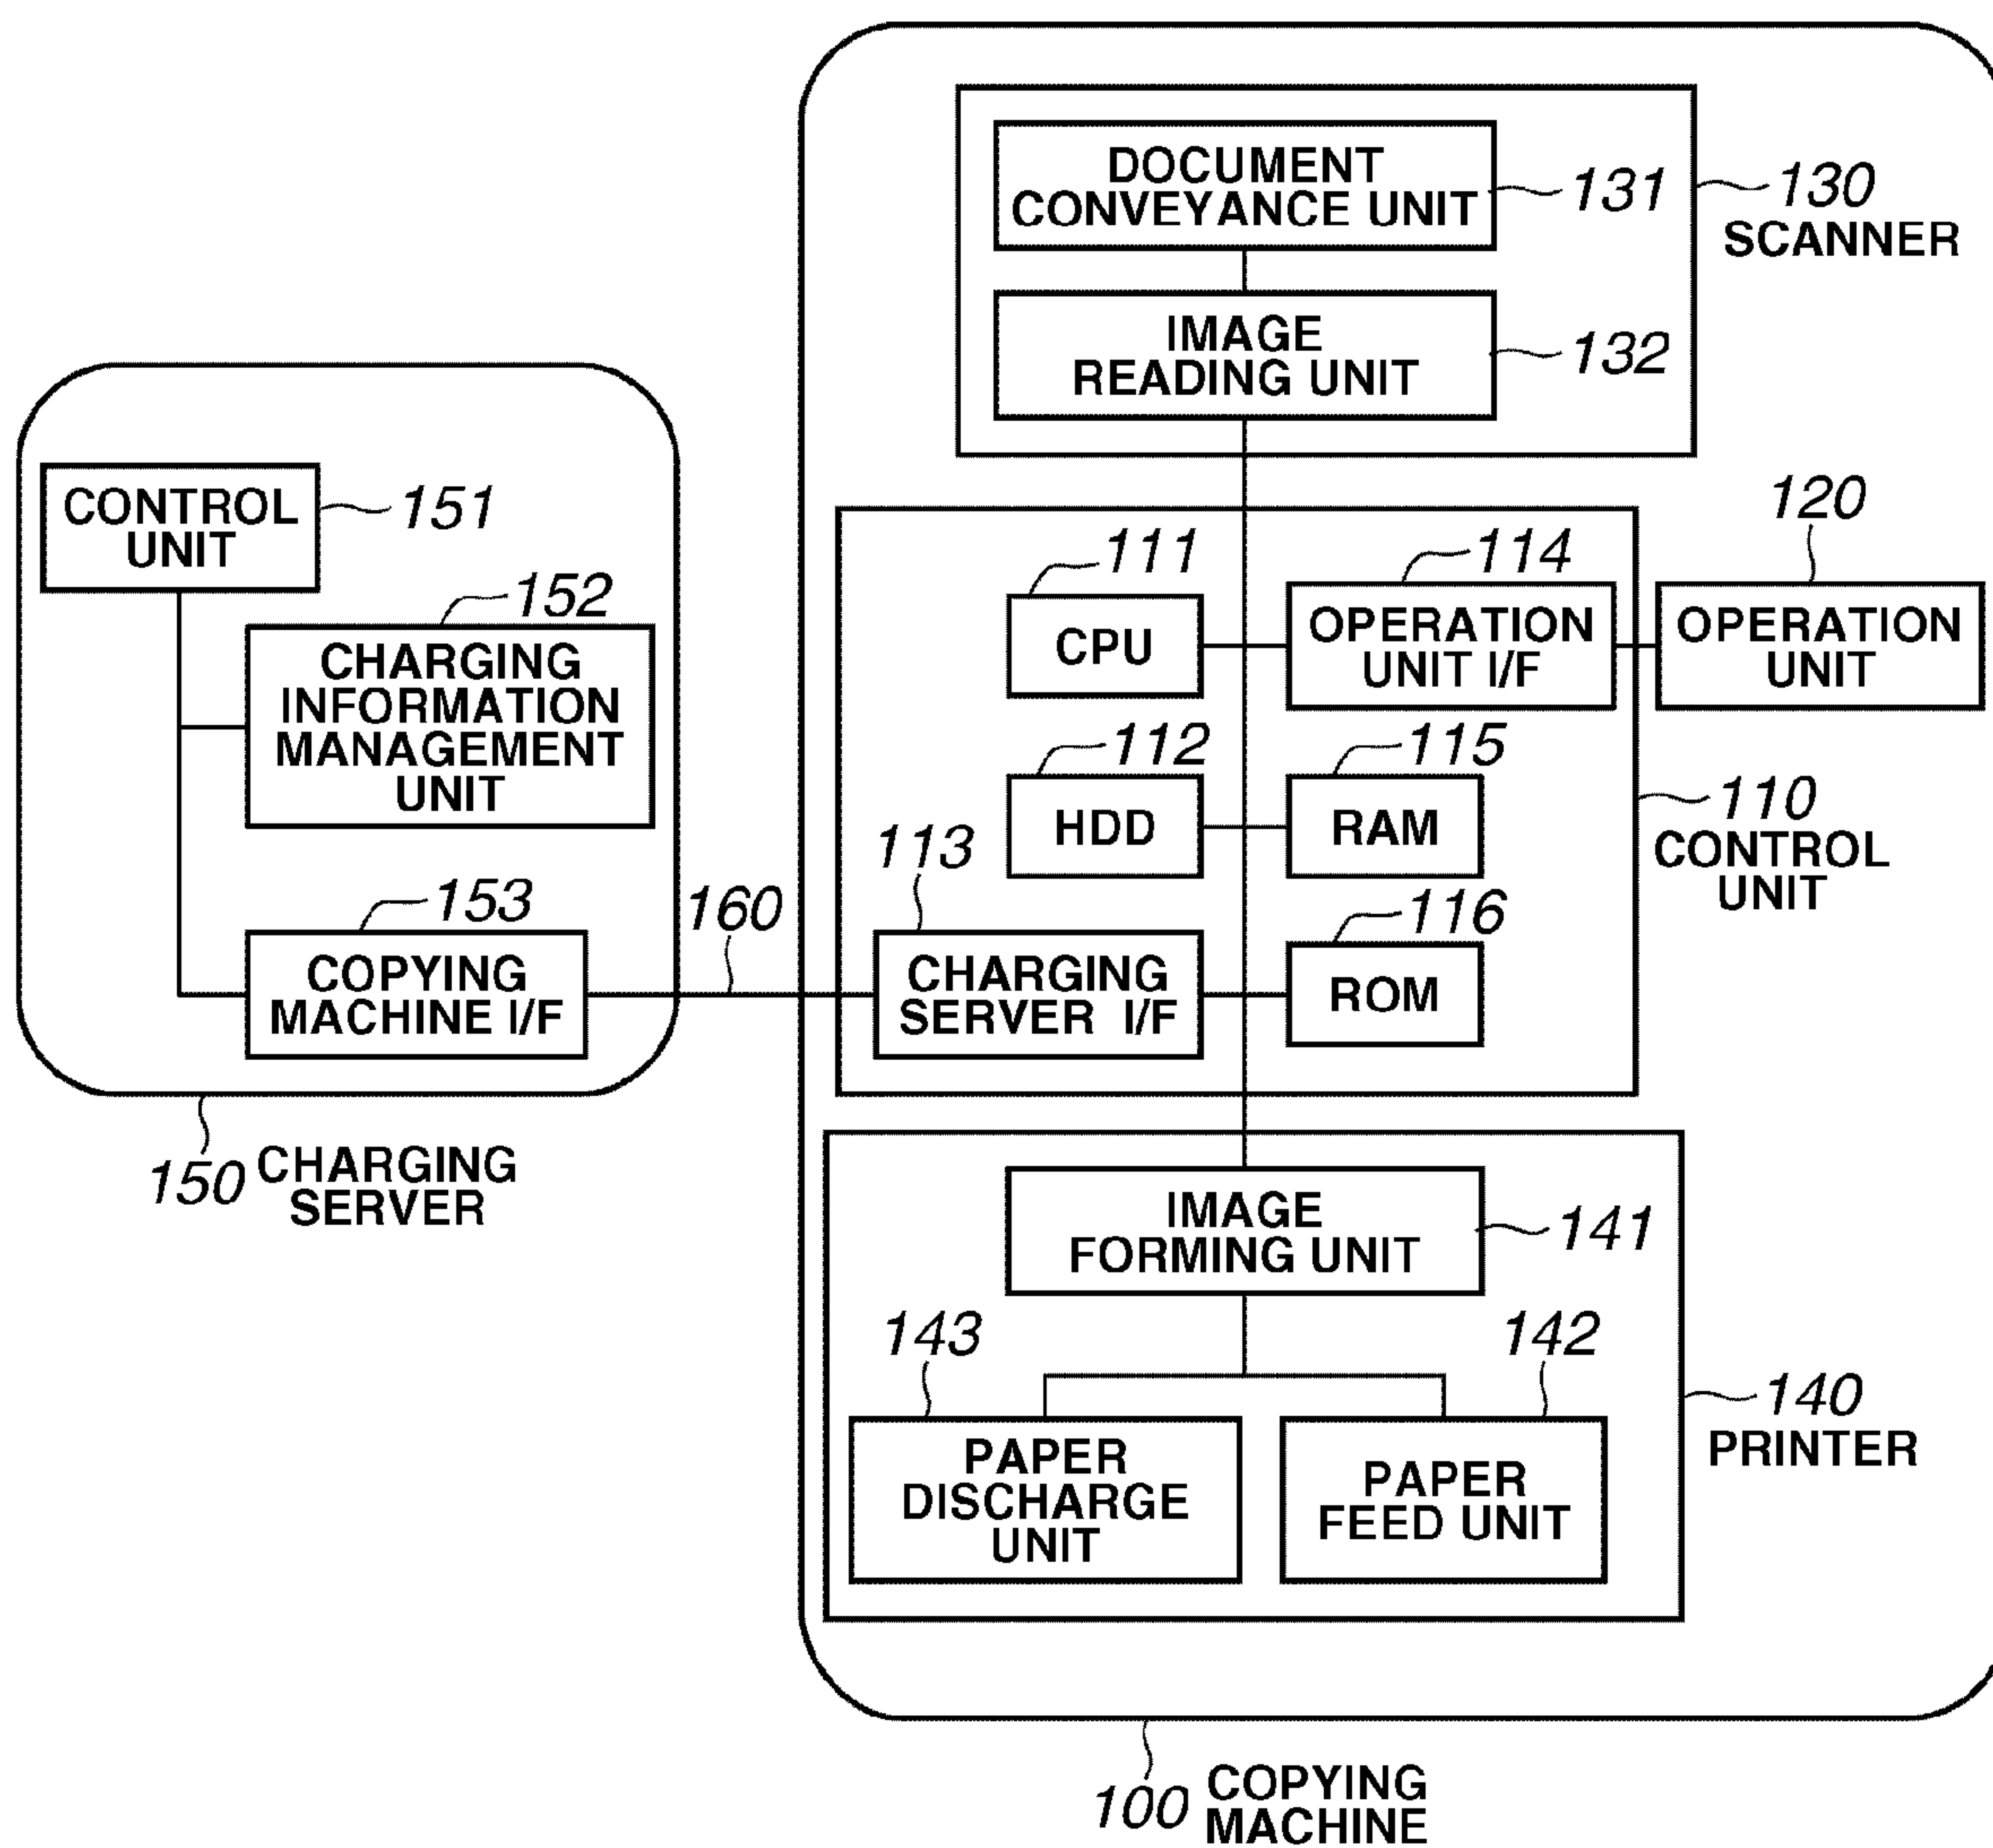 DOCUMENT
CONVEYANCE UNIT
131
130
SCANNER
IMAGE
READING UNIT
132
CONTROL
UNIT
151
152
CHARGING
INFORMATION
MANAGEMENT
UNIT
153
COPYING
MACHINE I/F
150 CHARGING
SERVER
160
111
CPU
114
OPERATION
UNIT I/F
120
OPERATION
UNIT
112
HDD
115
RAM
110
CONTROL
UNIT
113
CHARGING
SERVER I/F
116
ROM
IMAGE
FORMING UNIT
141
143
PAPER
DISCHARGE
UNIT
142
PAPER
FEED UNIT
140
PRINTER
100 COPYING
MACHINE